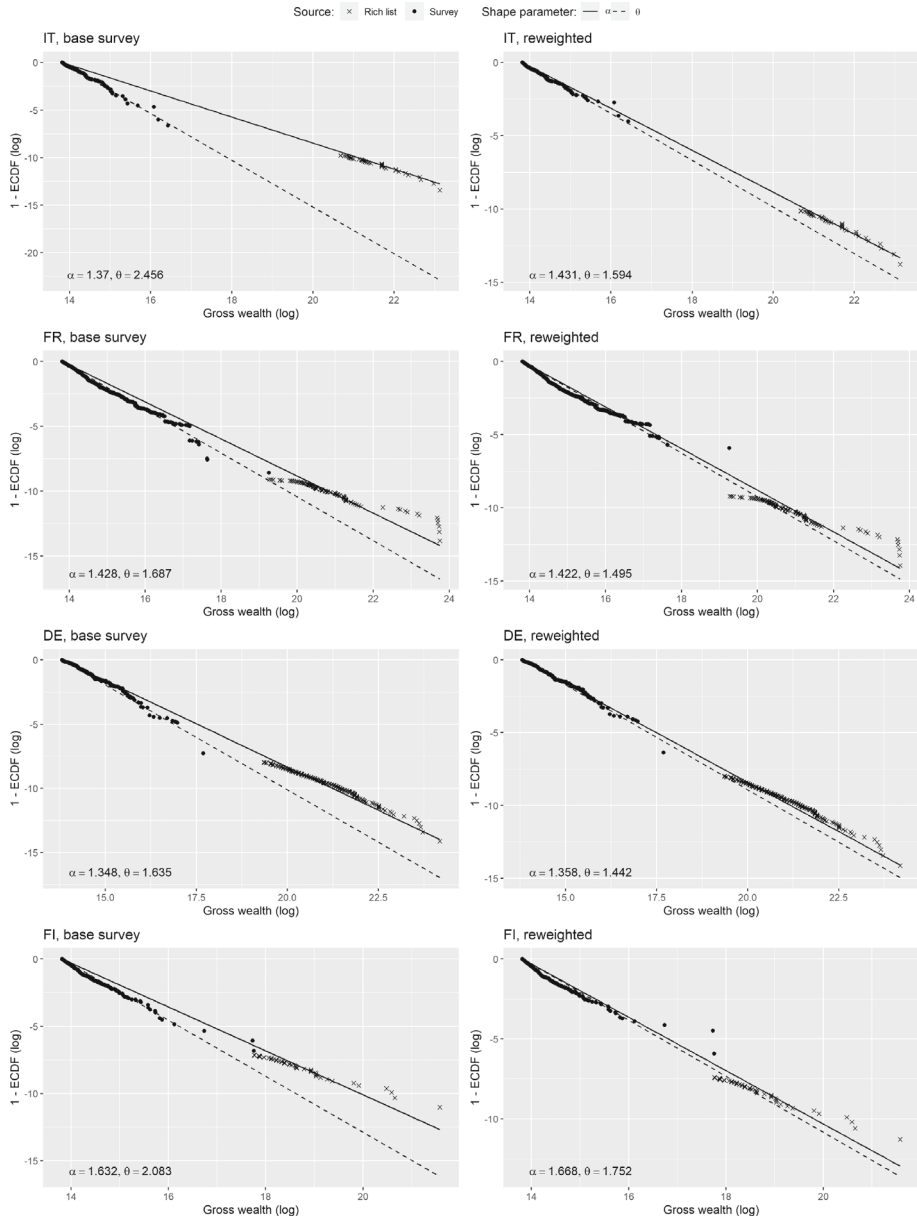 Source: Rich list Survey Shape parameter: α θ
IT, base survey
0
-5
-10
-15
-20
1 - ECDF (log)
α = 1.37, θ = 2.456
14 16 18 20 22
Gross wealth (log)
IT, reweighted
0
-5
-10
-15
1 - ECDF (log)
α = 1.431, θ = 1.594
14 16 18 20 22
Gross wealth (log)
FR, base survey
0
-5
-10
-15
1 - ECDF (log)
α = 1.428, θ = 1.687
14 16 18 20 22 24
Gross wealth (log)
FR, reweighted
0
-5
-10
-15
1 - ECDF (log)
α = 1.422, θ = 1.495
14 16 18 20 22 24
Gross wealth (log)
DE, base survey
0
-5
-10
-15
1 - ECDF (log)
α = 1.348, θ = 1.635
15.0 17.5 20.0 22.5
Gross wealth (log)
DE, reweighted
0
-5
-10
-15
1 - ECDF (log)
α = 1.358, θ = 1.442
15.0 17.5 20.0 22.5
Gross wealth (log)
FI, base survey
0
-5
-10
-15
1 - ECDF (log)
α = 1.632, θ = 2.083
14 16 18 20
Gross wealth (log)
FI, reweighted
0
-5
-10
1 - ECDF (log)
α = 1.668, θ = 1.752
14 16 18 20
Gross wealth (log)